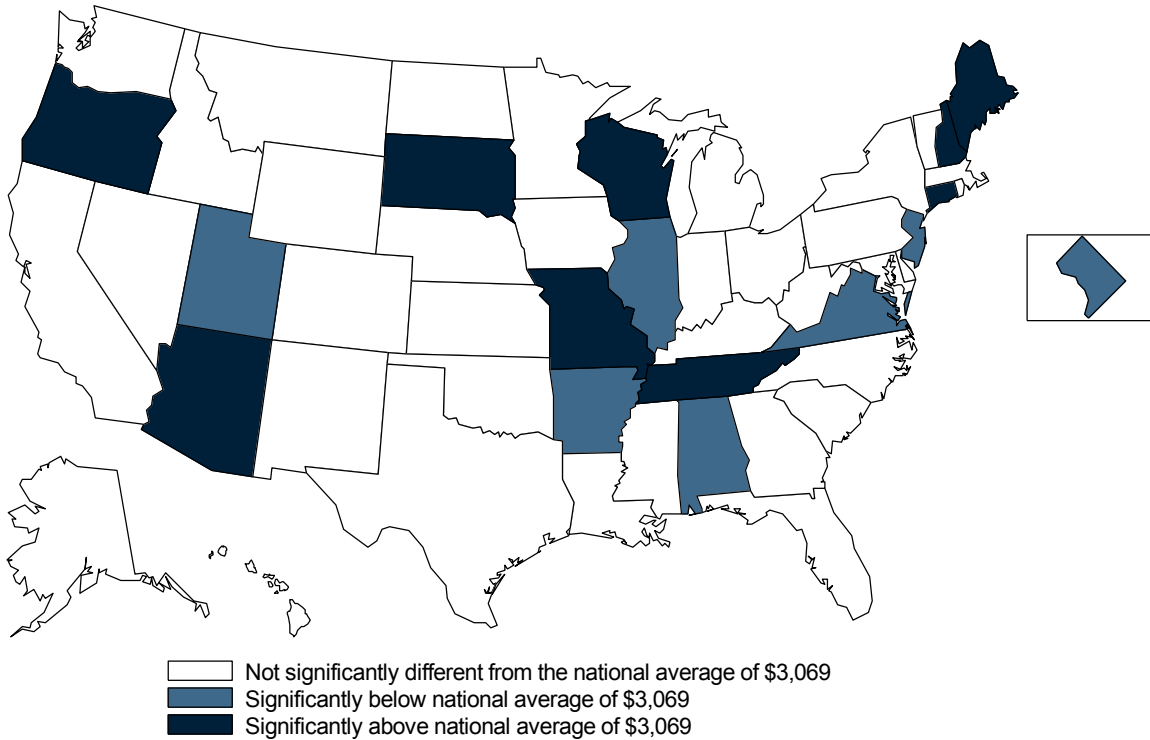 Not significantly different from the national average of $3,069
Significantly below national average of $3,069
Significantly above national average of $3,069